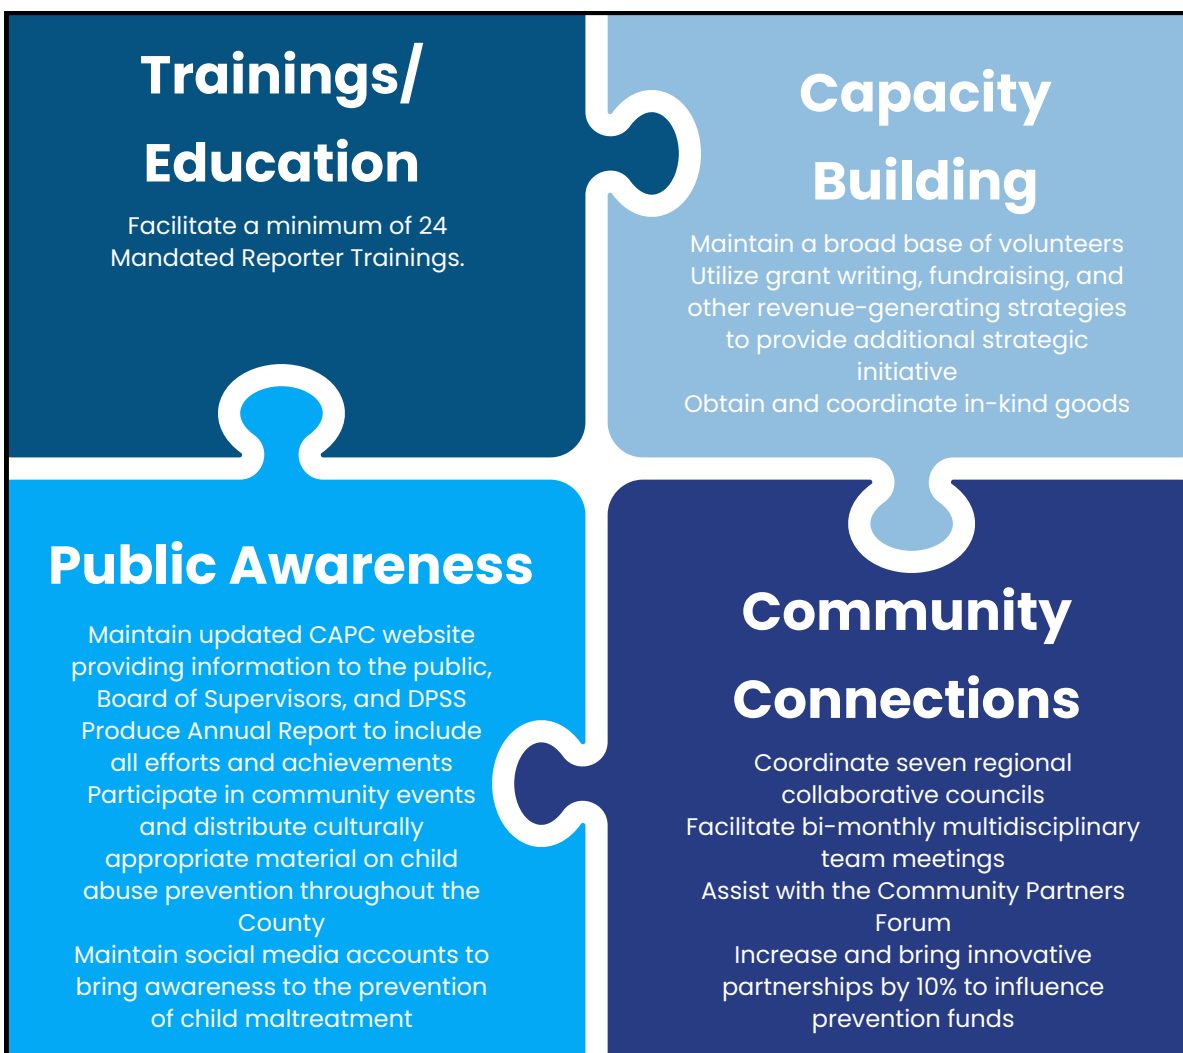 Trainings/
Education
Facilitate a minimum of 24
Mandated Reporter Trainings.
Capacity
Building
Maintain a broad base of volunteers
Utilize grant writing, fundraising, and
other revenue-generating strategies
to provide additional strategic
initiative
Obtain and coordinate in-kind goods
Public Awareness
Maintain updated CAPC website
providing information to the public,
Board of Supervisors, and DPSS
Produce Annual Report to include
all efforts and achievements
Participate in community events
and distribute culturally
appropriate material on child
abuse prevention throughout the
County
Maintain social media accounts to
bring awareness to the prevention
of child maltreatment
Community
Connections
Coordinate seven regional
collaborative councils
Facilitate bi-monthly multidisciplinary
team meetings
Assist with the Community Partners
Forum
Increase and bring innovative
partnerships by 10% to influence
prevention funds